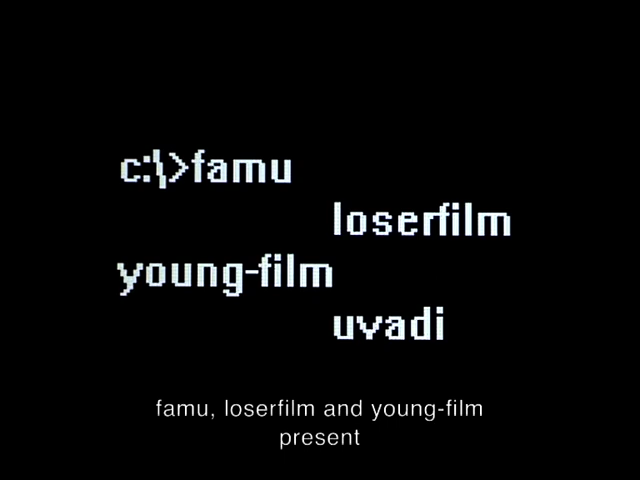 c:\>famu
loserfilm
young-film
uvadi
famu, loserfilm and young-film
present